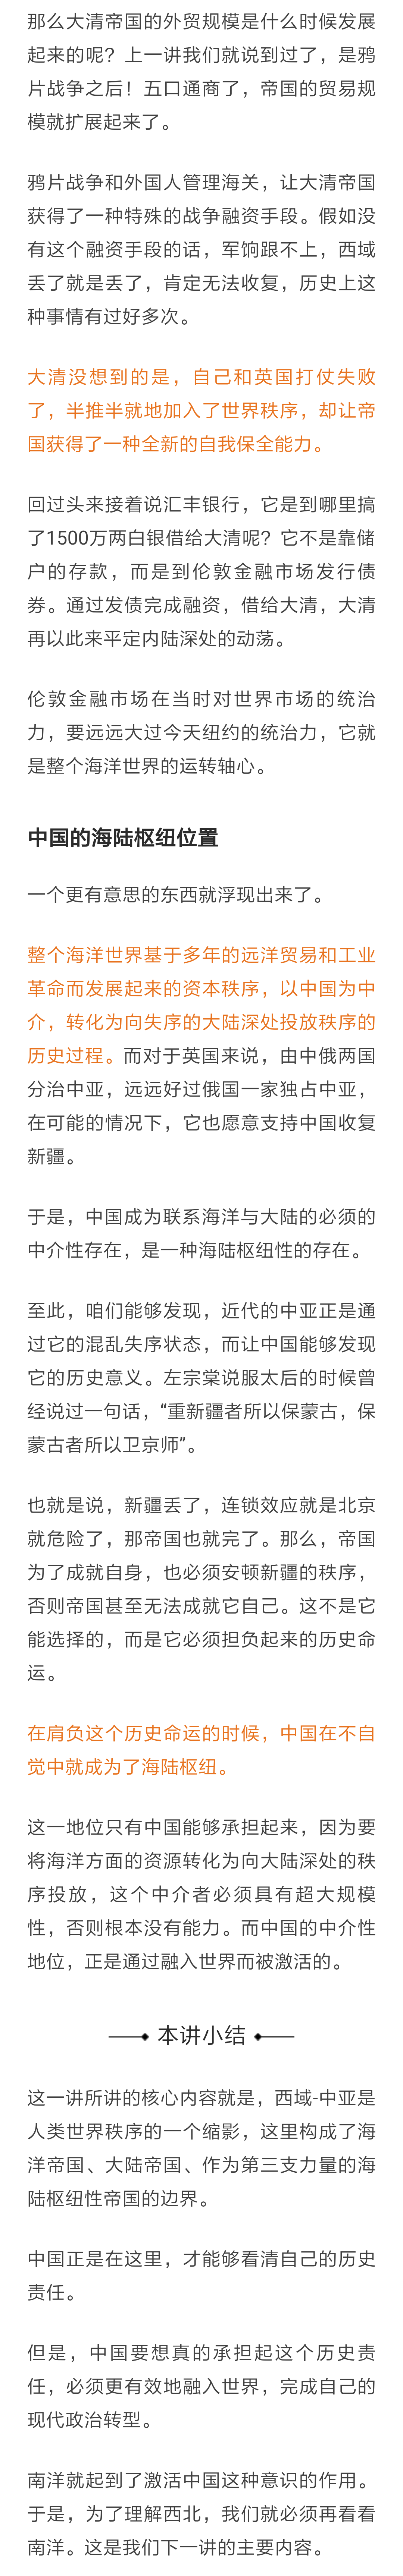 那么大清帝国的外贸规模是什么时候发展
起来的呢？上一讲我们就说到过了，是鸦
片战争之后！五口通商了，帝国的贸易规
模就扩展起来了。
鸦片战争和外国人管理海关，让大清帝国
获得了一种特殊的战争融资手段。假如没
有这个融资手段的话，军饷跟不上，西域
丢了就是丢了，肯定无法收复，历史上这
种事情有过好多次。
大清没想到的是，自己和英国打仗失败
了，半推半就地加入了世界秩序，却让帝
国获得了一种全新的自我保全能力。
回过头来接着说汇丰银行，它是到哪里搞
了1500万两白银借给大清呢？它不是靠储
户的存款，而是到伦敦金融市场发行债
券。通过发债完成融资，借给大清，大清
再以此来平定内陆深处的动荡。
伦敦金融市场在当时对世界市场的统治
力，要远远大过今天纽约的统治力，它就
是整个海洋世界的运转轴心。
中国的海陆枢纽位置
一个更有意思的东西就浮现出来了。
整个海洋世界基于多年的远洋贸易和工业
革命而发展起来的资本秩序，以中国为中
介，转化为向失序的大陆深处投放秩序的
历史过程。而对于英国来说，由中俄两国
分治中亚，远远好过俄国一家独占中亚，
在可能的情况下，它也愿意支持中国收复
新疆。
于是，中国成为联系海洋与大陆的必须的
中介性存在，是一种海陆枢纽性的存在。
至此，咱们能够发现，近代的中亚正是通
过它的混乱失序状态，而让中国能够发现
它的历史意义。左宗棠说服太后的时候曾
经说过一句话，“重新疆者所以保蒙古，保
蒙古者所以卫京师”。
也就是说，新疆丢了，连锁效应就是北京
就危险了，那帝国也就完了。那么，帝国
为了成就自身，也必须安顿新疆的秩序，
否则帝国甚至无法成就它自己。这不是它
能选择的，而是它必须担负起来的历史命
运。
在肩负这个历史命运的时候，中国在不自
觉中就成为了海陆枢纽。
这一地位只有中国能够承担起来，因为要
将海洋方面的资源转化为向大陆深处的秩
序投放，这个中介者必须具有超大规模
性，否则根本没有能力。而中国的中介性
地位，正是通过融入世界而被激活的。
本讲小结
这一讲所讲的核心内容就是，西域-中亚是
人类世界秩序的一个缩影，这里构成了海
洋帝国、大陆帝国、作为第三支力量的海
陆枢纽性帝国的边界。
中国正是在这里，才能够看清自己的历史
责任。
但是，中国要想真的承担起这个历史责
任，必须更有效地融入世界，完成自己的
现代政治转型。
南洋就起到了激活中国这种意识的作用。
于是，为了理解西北，我们就必须再看看
南洋。这是我们下一讲的主要内容。